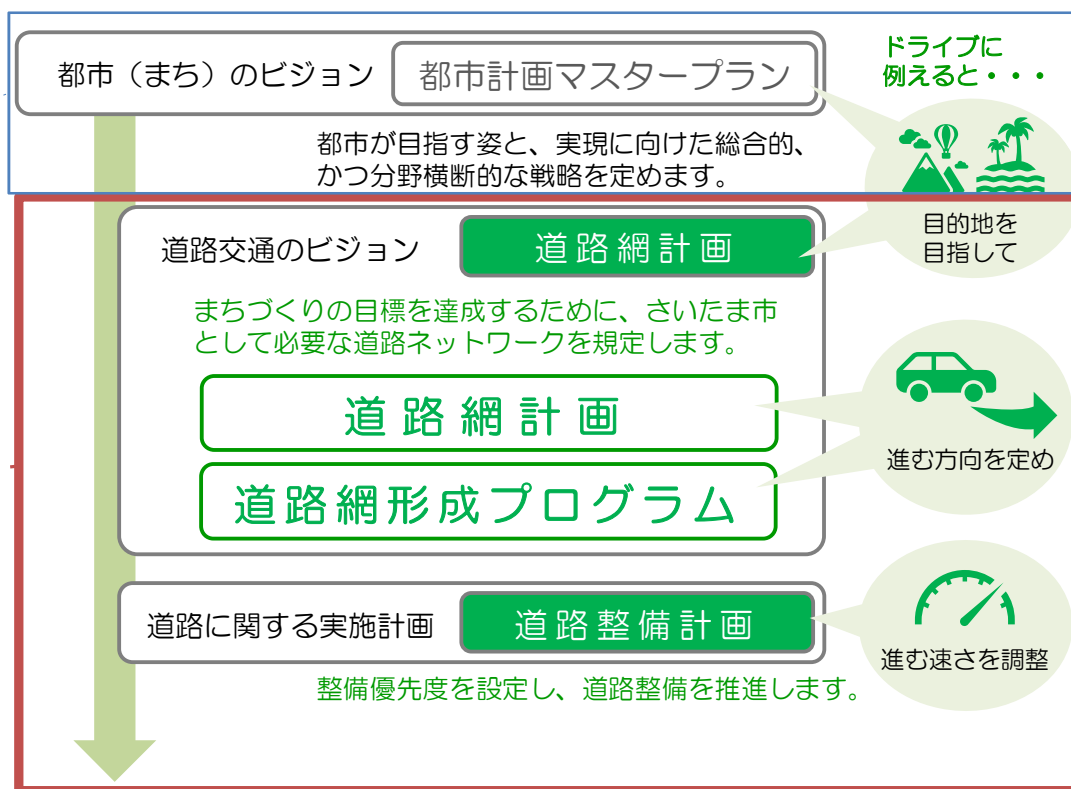 都市（まち）のビジョン 都市計画マスタープラン
ドライブに
例えると・・・
都市が目指す姿と、実現に向けた総合的、
かつ分野横断的な戦略を定めます。
目的地を
目指して
道路交通のビジョン 道路網計画
まちづくりの目標を達成するために、さいたま市
として必要な道路ネットワークを規定します。
道路網計画
道路網形成プログラム
進む方向を定め
道路に関する実施計画 道路整備計画
進む速さを調整
整備優先度を設定し、道路整備を推進します。